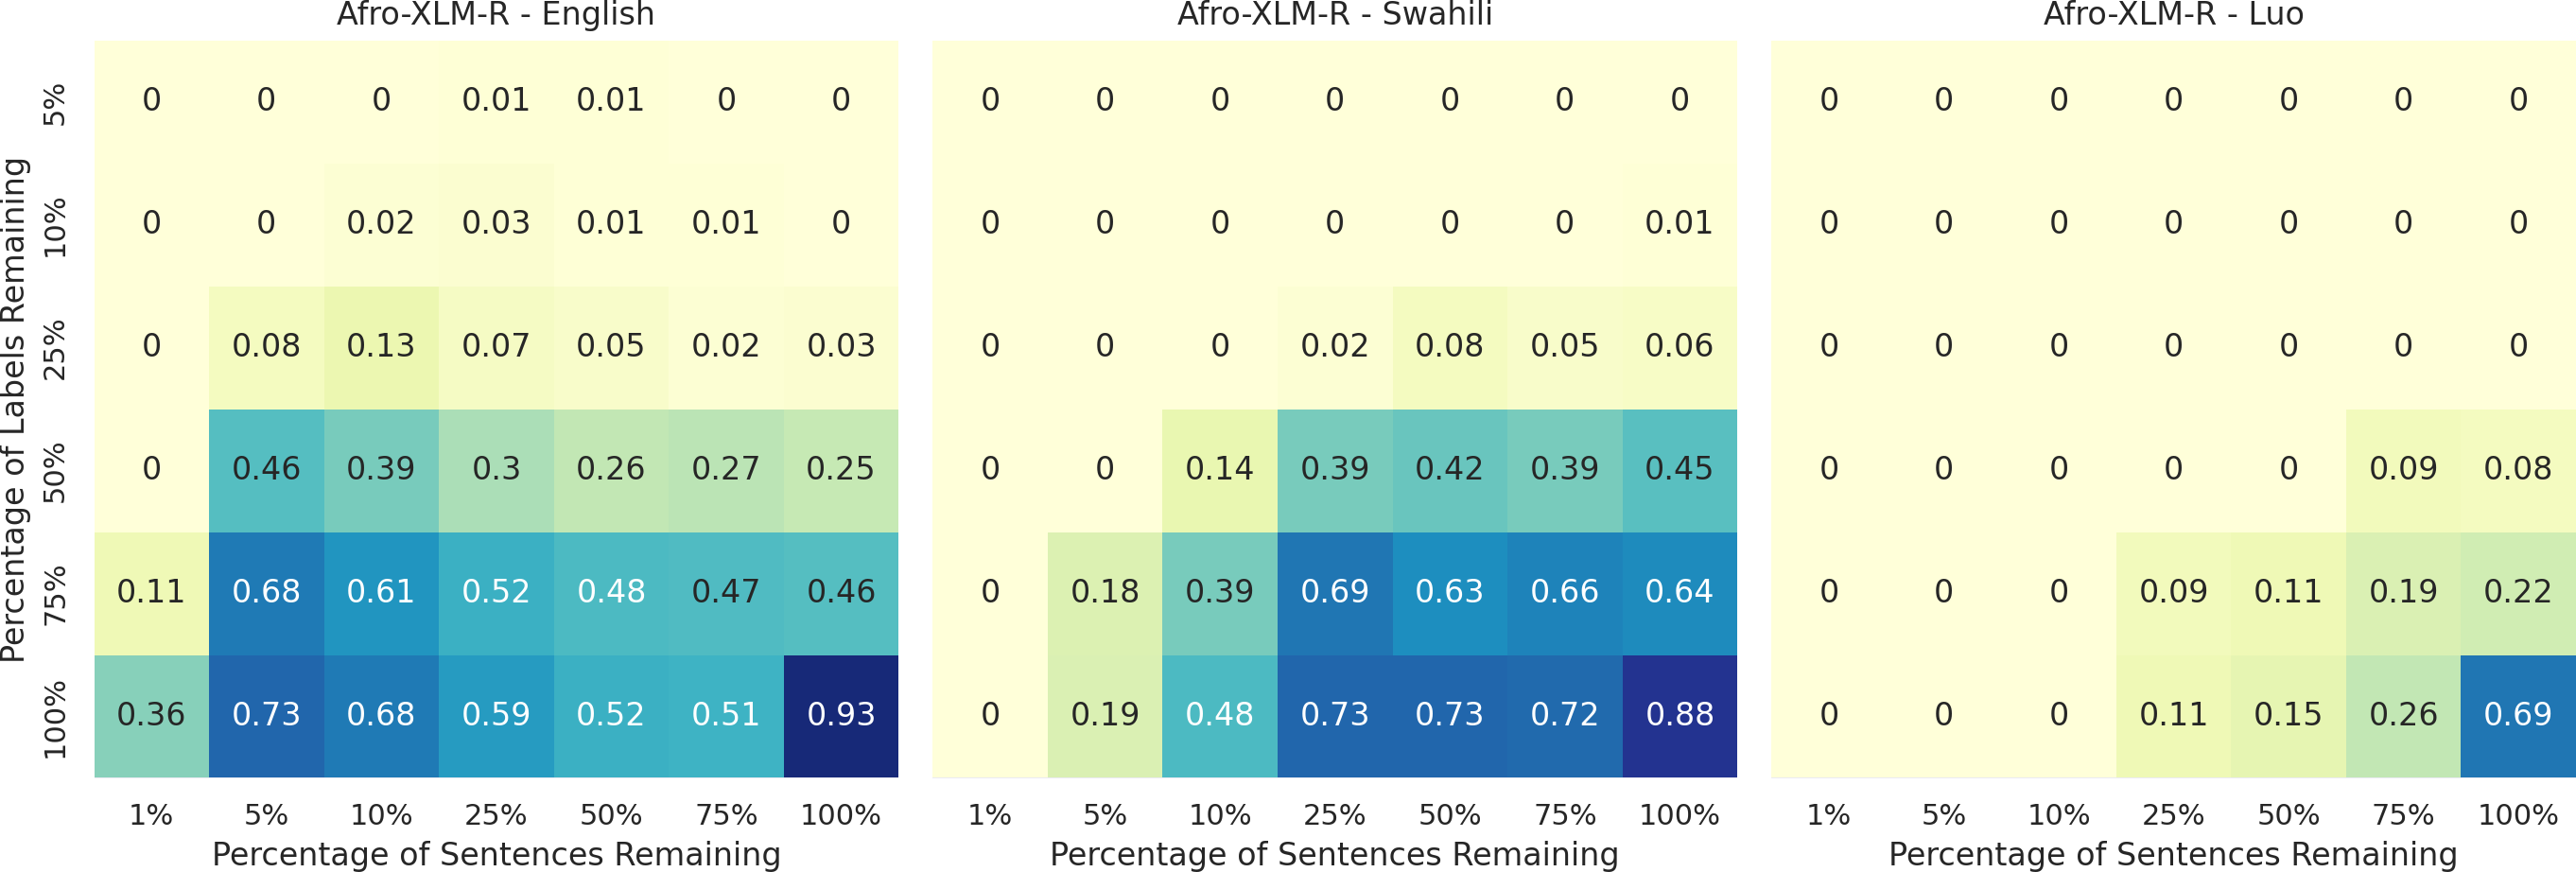 Afro-XLM-R - English
Afro-XLM-R - Swahili
Afro-XLM-R - Luo
Percentage of Labels Remaining
5% 0 0 0 0.01 0.01 0 0 0 0 0 0 0 0 0 0 0 0 0 0 0 0
10% 0 0 0.02 0.03 0.01 0.01 0 0 0 0 0 0 0 0.01 0 0 0 0 0 0 0
25% 0 0.08 0.13 0.07 0.05 0.02 0.03 0 0 0 0.02 0.08 0.05 0.06 0 0 0 0 0 0 0
50% 0 0.46 0.39 0.3 0.26 0.27 0.25 0 0 0.14 0.39 0.42 0.39 0.45 0 0 0 0 0 0.09 0.08
75% 0.11 0.68 0.61 0.52 0.48 0.47 0.46 0 0.18 0.39 0.69 0.63 0.66 0.64 0 0 0 0.09 0.11 0.19 0.22
100% 0.36 0.73 0.68 0.59 0.52 0.51 0.93 0 0.19 0.48 0.73 0.73 0.72 0.88 0 0 0 0.11 0.15 0.26 0.69
1% 5% 10% 25% 50% 75% 100% 1% 5% 10% 25% 50% 75% 100% 1% 5% 10% 25% 50% 75% 100%
Percentage of Sentences Remaining
Percentage of Sentences Remaining
Percentage of Sentences Remaining